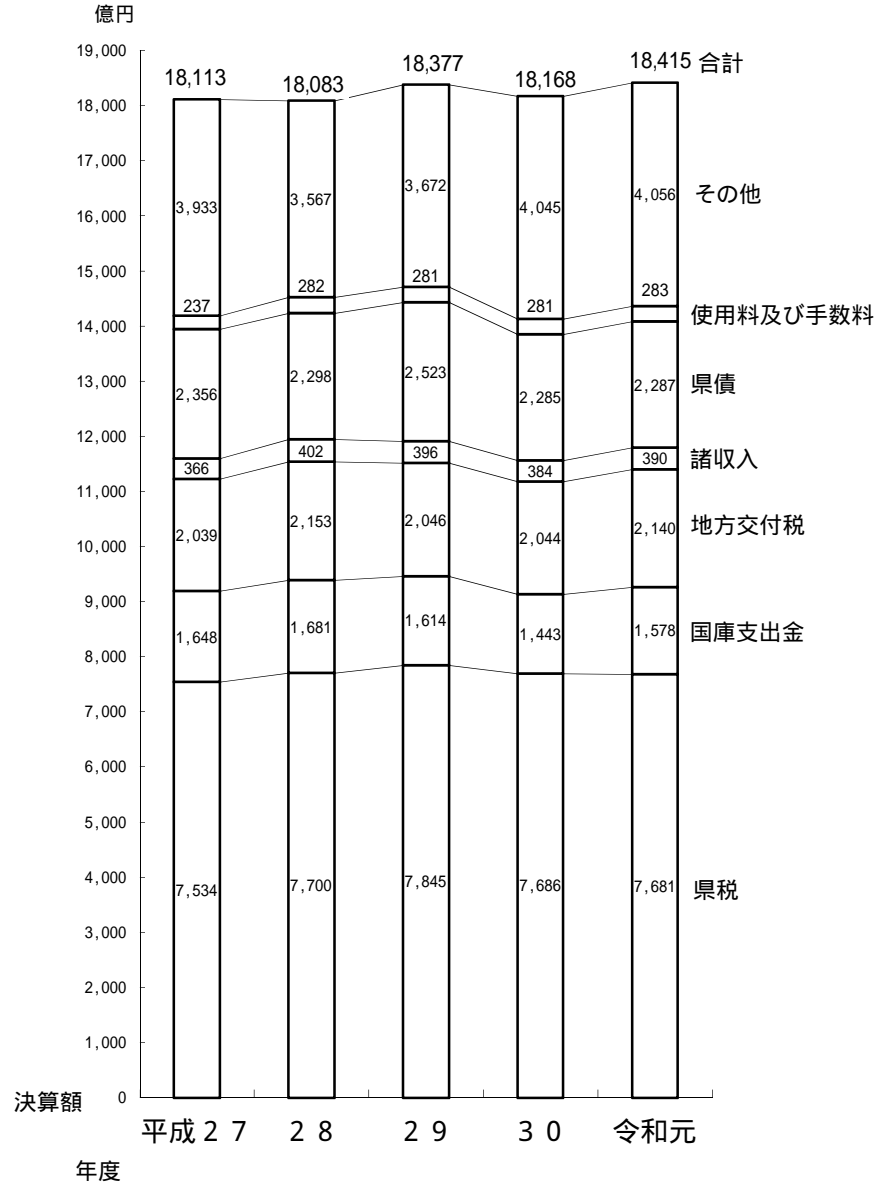 億円
19,000
18,000
17,000
16,000
15,000
14,000
13,000
12,000
11,000
10,000
9,000
8,000
7,000
6,000
5,000
4,000
3,000
2,000
1,000
0
決算額
18,113 18,083 18,377 18,168 18,415 合計
3,933 3,567 3,672 4,045 4,056 その他
237 282 281 281 283 使用料及び手数料
2,356 2,298 2,523 2,285 2,287 県債
366 402 396 384 390 諸収入
2,039 2,153 2,046 2,044 2,140 地方交付税
1,648 1,681 1,614 1,443 1,578 国庫支出金
7,534 7,700 7,845 7,686 7,681 県税
平成２７ ２８ ２９ ３０ 令和元
年度